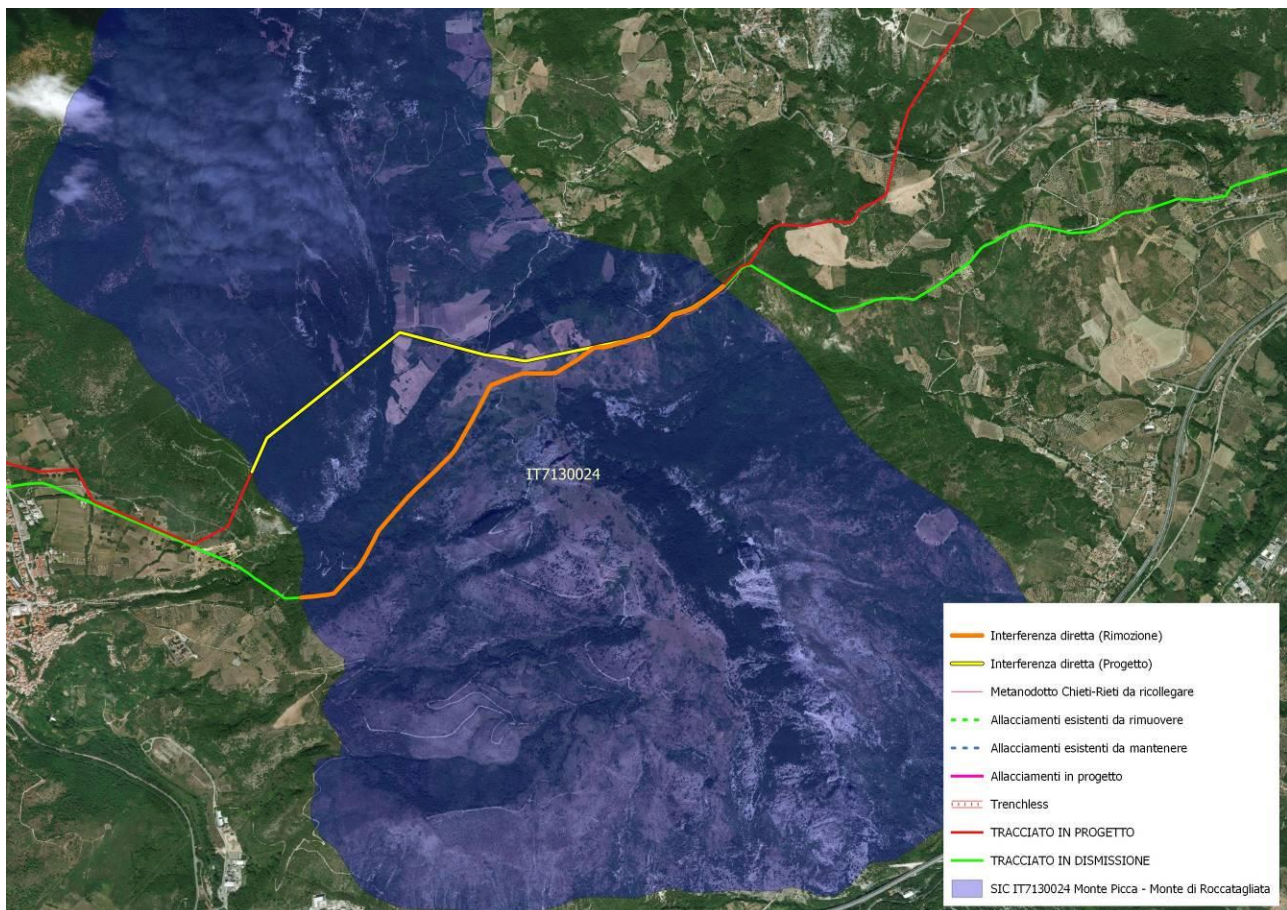 IT7130024
Interferenza diretta (Rimozione)
Interferenza diretta (Progetto)
Metanodotto Chieti-Rieti da ricollegare
Allacciamenti esistenti da rimuovere
Allacciamenti esistenti da mantenere
Allacciamenti in progetto
Trenchless
TRACCIATO IN PROGETTO
TRACCIATO IN DISMISSIONE
SIC IT7130024 Monte Picca - Monte di Roccatagliata